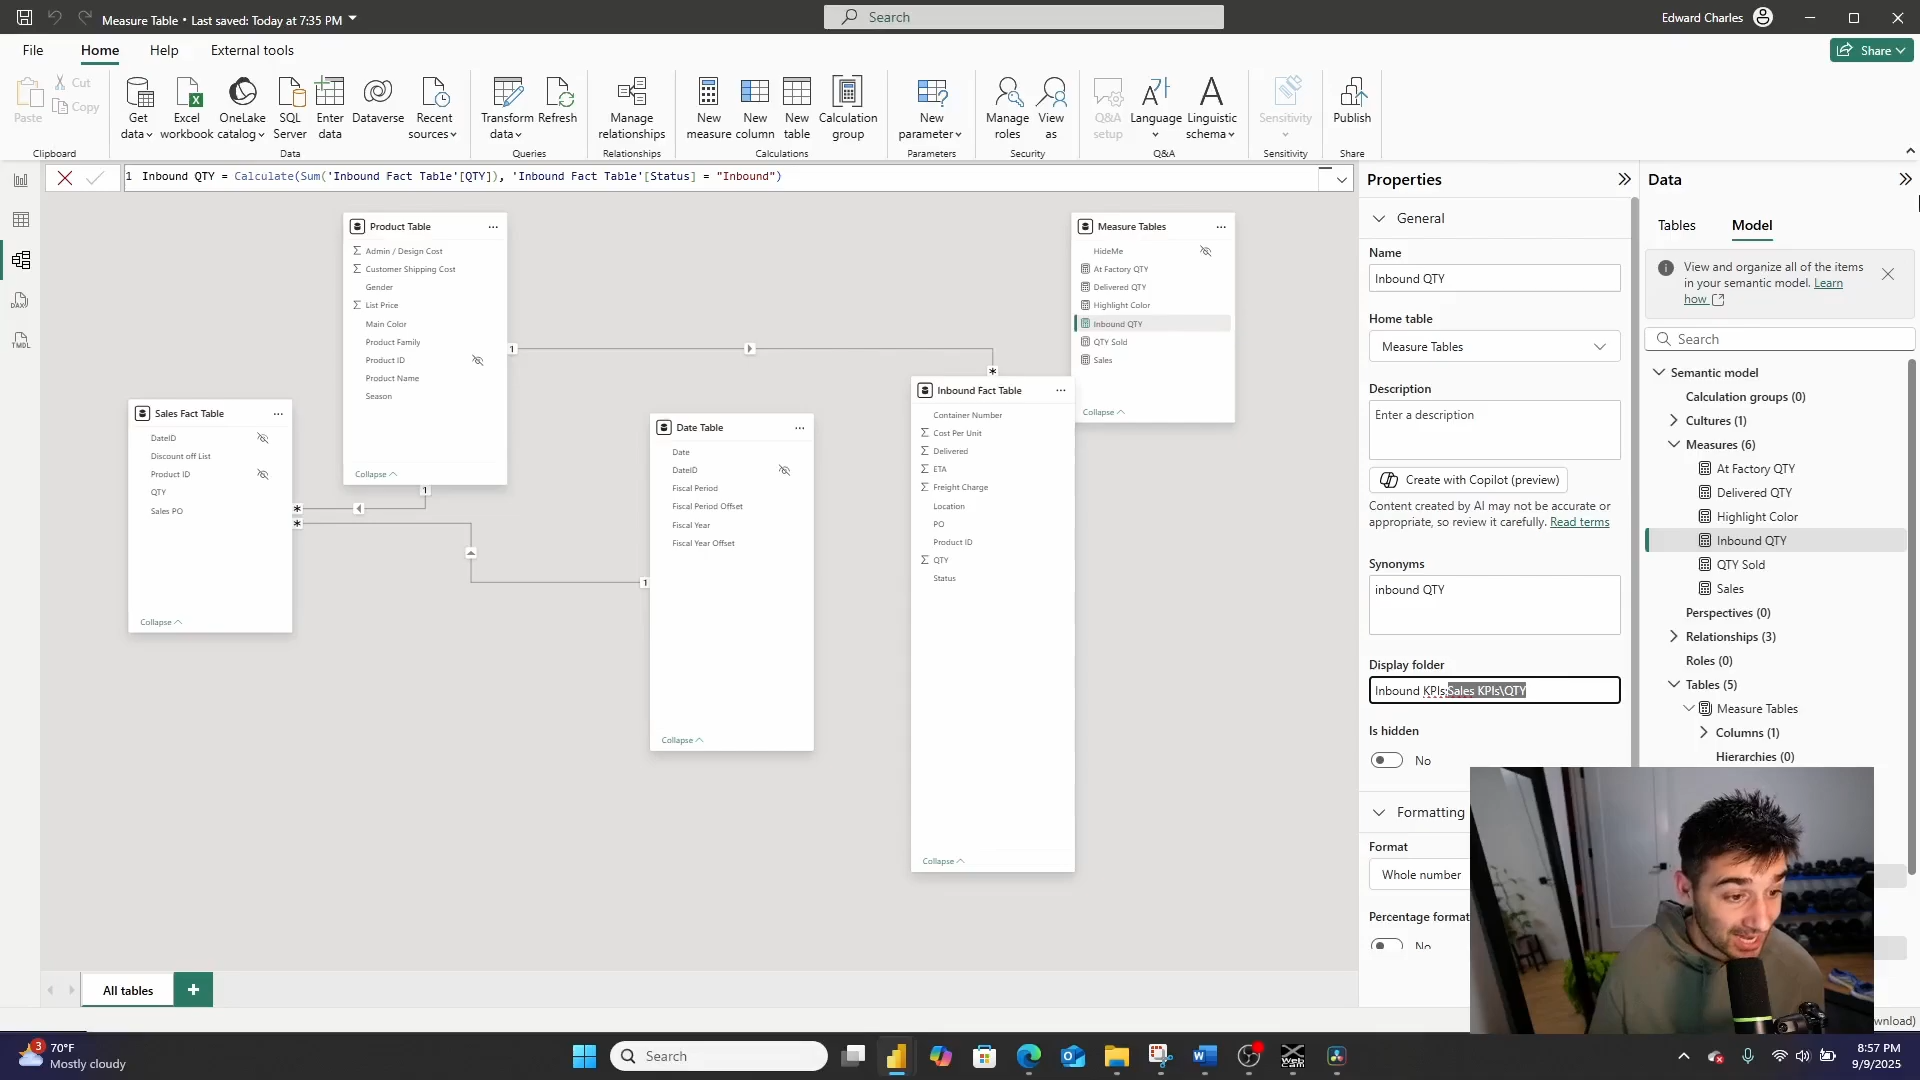 Measure Table • Last saved: Today at 7:35 PM
Search
Edward Charles
File
Home
Help
External tools
Share
Paste
Cut
Copy
Get data
Excel workbook
OneLake catalog
SQL Server
Enter data
Dataverse
Recent sources
Transform data
Refresh
Manage relationships
New measure
New column
New table
Calculation group
New parameter
Manage roles
View as
Q&A setup
Language
Linguistic schema
Sensitivity
Publish
Clipboard
Data
Queries
Relationships
Calculations
Parameters
Security
Q&A
Sensitivity
Share
1 Inbound QTY = Calculate(Sum('Inbound Fact Table'[QTY]), 'Inbound Fact Table'[Status] = "Inbound")
DAX
TMDL
Product Table
Admin / Design Cost
Customer Shipping Cost
Gender
List Price
Main Color
Product Family
Product ID
Product Name
Season
Collapse
Measure Tables
HideMe
At Factory QTY
Delivered QTY
Highlight Color
Inbound QTY
QTY Sold
Sales
Collapse
Sales Fact Table
DateID
Discount off List
Product ID
QTY
Sales PO
Collapse
Date Table
Date
DateID
Fiscal Period
Fiscal Period Offset
Fiscal Year
Fiscal Year Offset
Collapse
Inbound Fact Table
Container Number
Cost Per Unit
Delivered
ETA
Freight Charge
Location
PO
Product ID
QTY
Status
Collapse
1
*
1
*
*
1
All tables
Properties
General
Name
Inbound QTY
Home table
Measure Tables
Description
Enter a description
Create with Copilot (preview)
Content created by AI may not be accurate or
appropriate, so review it carefully. Read terms
Synonyms
inbound QTY
Display folder
Inbound KPIs;Sales KPIs\QTY
Is hidden
No
Formatting
Format
Whole number
Percentage format
No
Data
Tables
Model
View and organize all of the items
in your semantic model. Learn
how
Search
Semantic model
Calculation groups (0)
Cultures (1)
Measures (6)
At Factory QTY
Delivered QTY
Highlight Color
Inbound QTY
QTY Sold
Sales
Perspectives (0)
Relationships (3)
Roles (0)
Tables (5)
Measure Tables
Columns (1)
Hierarchies (0)
wnload)
3
70°F
Mostly cloudy
Search
8:57 PM
9/9/2025